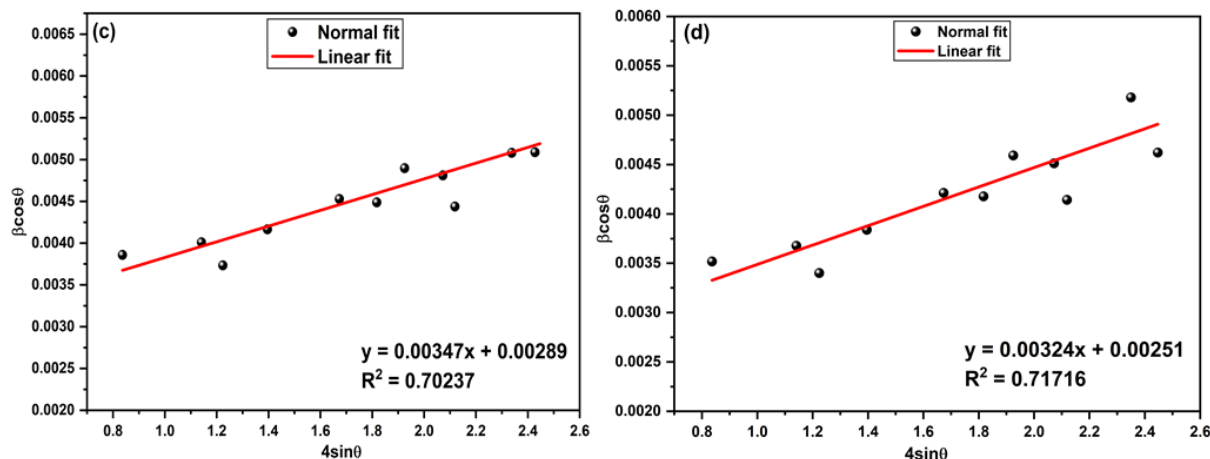 (c)
Normal fit
Linear fit
0.0065
0.0060
0.0055
0.0050
0.0045
0.0040
0.0035
0.0030
0.0025
0.0020
βcosθ
y = 0.00347x + 0.00289
R² = 0.70237
0.8 1.0 1.2 1.4 1.6 1.8 2.0 2.2 2.4 2.6
4sinθ
(d)
Normal fit
Linear fit
0.0060
0.0055
0.0050
0.0045
0.0040
0.0035
0.0030
0.0025
0.0020
βcosθ
y = 0.00324x + 0.00251
R² = 0.71716
0.8 1.0 1.2 1.4 1.6 1.8 2.0 2.2 2.4 2.6
4sinθ